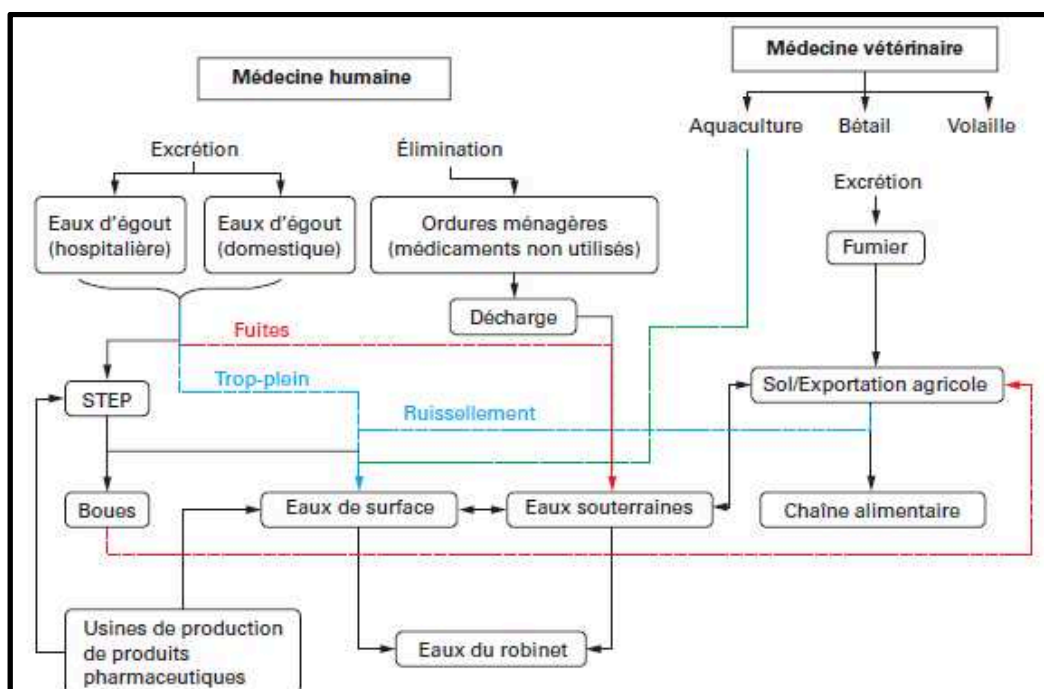 Médecine humaine
Médecine vétérinaire
Aquaculture
Bétail
Volaille
Excrétion
Élimination
Excrétion
Eaux d'égout
(hospitalière)
Eaux d'égout
(domestique)
Ordures ménagères
(médicaments non utilisés)
Fumier
Décharge
Fuites
Trop-plein
STEP
Ruissellement
Sol/Exportation agricole
Boues
Eaux de surface
Eaux souterraines
Chaîne alimentaire
Usines de production
de produits
pharmaceutiques
Eaux du robinet